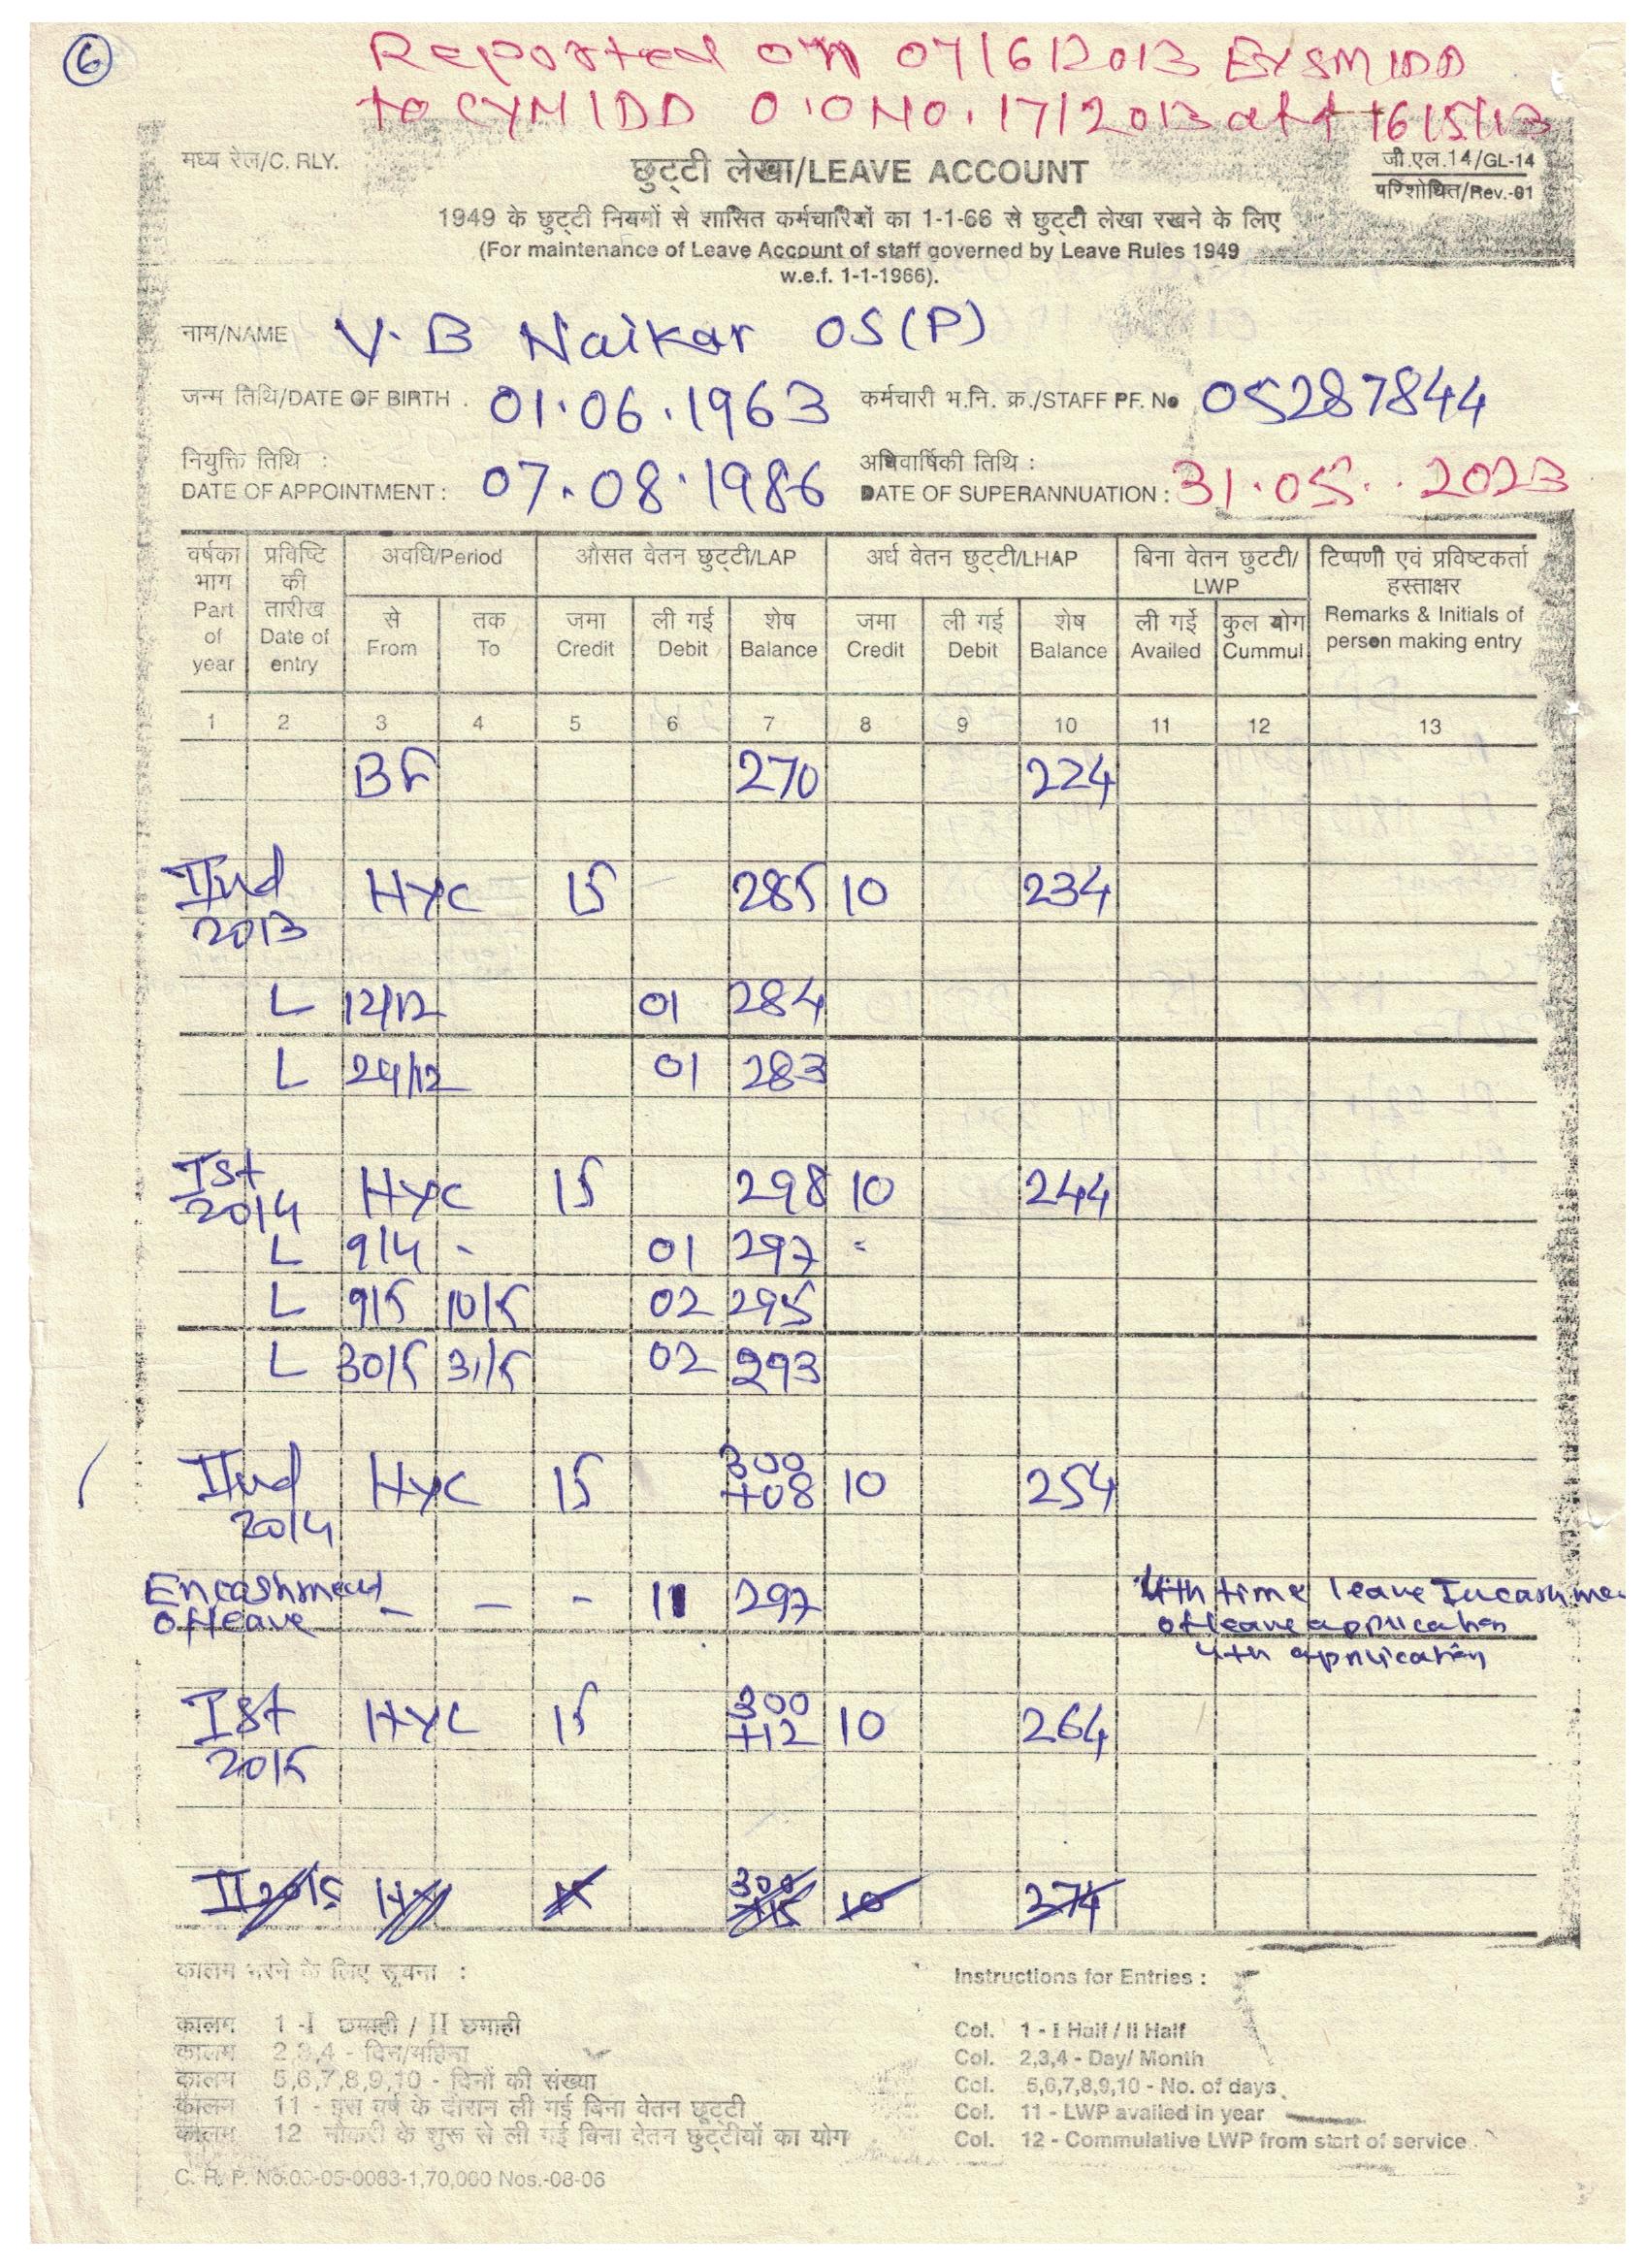 6
Reported on 07/6/2013 By SM IDD
to CYM IDD O.O No. 17/2013 dtd 16/5/13
मध्य रेल/C. RLY.
छुट्टी लेखा/LEAVE ACCOUNT
जी.एल.14/GL-14
परिशोधित/Rev.-01
1949 के छुट्टी नियमों से शासित कर्मचारियों का 1-1-66 से छुट्टी लेखा रखने के लिए
(For maintenance of Leave Account of staff governed by Leave Rules 1949
w.e.f. 1-1-1966).
नाम/NAME V. B Naikar OS(P)
जन्म तिथि/DATE OF BIRTH . 01.06.1963 कर्मचारी भ.नि. क्र./STAFF PF. No 05287844
नियुक्ति तिथि : अधिवार्षिकी तिथि :
DATE OF APPOINTMENT : 07.08.1986 DATE OF SUPERANNUATION : 31.05.2023
वर्षका प्रविष्टि अवधि/Period औसत वेतन छुट्टी/LAP अर्ध वेतन छुट्टी/LHAP बिना वेतन छुटटी/ टिप्पणी एवं प्रविष्टकर्ता
भाग की LWP हस्ताक्षर
Part तारीख से तक जमा ली गई शेष जमा ली गई शेष ली गई कुल योग Remarks & Initials of
of Date of From To Credit Debit Balance Credit Debit Balance Availed Cummul person making entry
year entry
1 2 3 4 5 6 7 8 9 10 11 12 13
BF 270 224
IInd HYC 15 285 10 234
2013
L 12/12 01 284
L 24/12 01 283
Ist HYC 15 298 10 244
2014
L 9/4 - 01 297 -
L 9/5 10/5 02 295
L 30/5 31/5 02 293
IInd HYC 15 300 +08 10 254
2014
Encashment - - - 11 297 4th time leave Incashme
of leave of leave application
4th application
Ist HYC 15 300 +12 10 264
2015
II 2015 HY 15 300 +15 10 274
कालम भरने के लिए सूचना : Instructions for Entries :
कालम 1 -I छमाही / II छमाही Col. 1 - I Half / II Half
कालम 2,3,4 - दिन/महिना Col. 2,3,4 - Day/ Month
कालम 5,6,7,8,9,10 - दिनों की संख्या Col. 5,6,7,8,9,10 - No. of days
कालम 11 - इस वर्ष के दौरान ली गई बिना वेतन छूट्टी Col. 11 - LWP availed in year
कालम 12 नौकरी के शुरू से ली गई बिना वेतन छुट्टीयों का योग Col. 12 - Commulative LWP from start of service
C. R. P. No.00-05-0083-1,70,000 Nos.-08-06